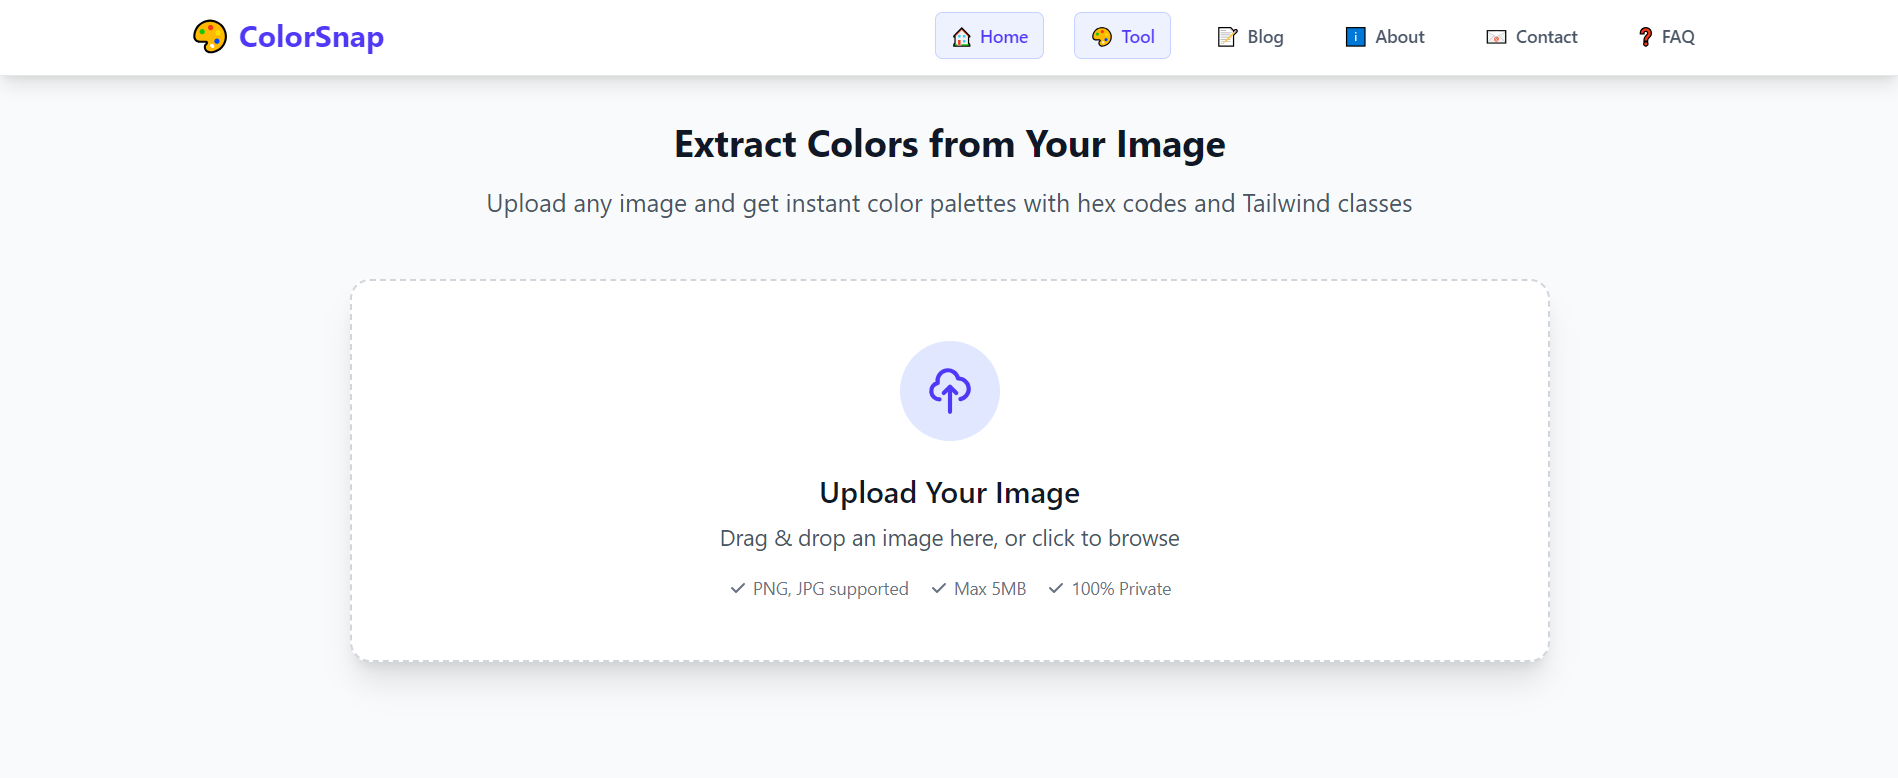 ColorSnap
Home Tool Blog About Contact FAQ
Extract Colors from Your Image
Upload any image and get instant color palettes with hex codes and Tailwind classes
Upload Your Image
Drag & drop an image here, or click to browse
PNG, JPG supported Max 5MB 100% Private